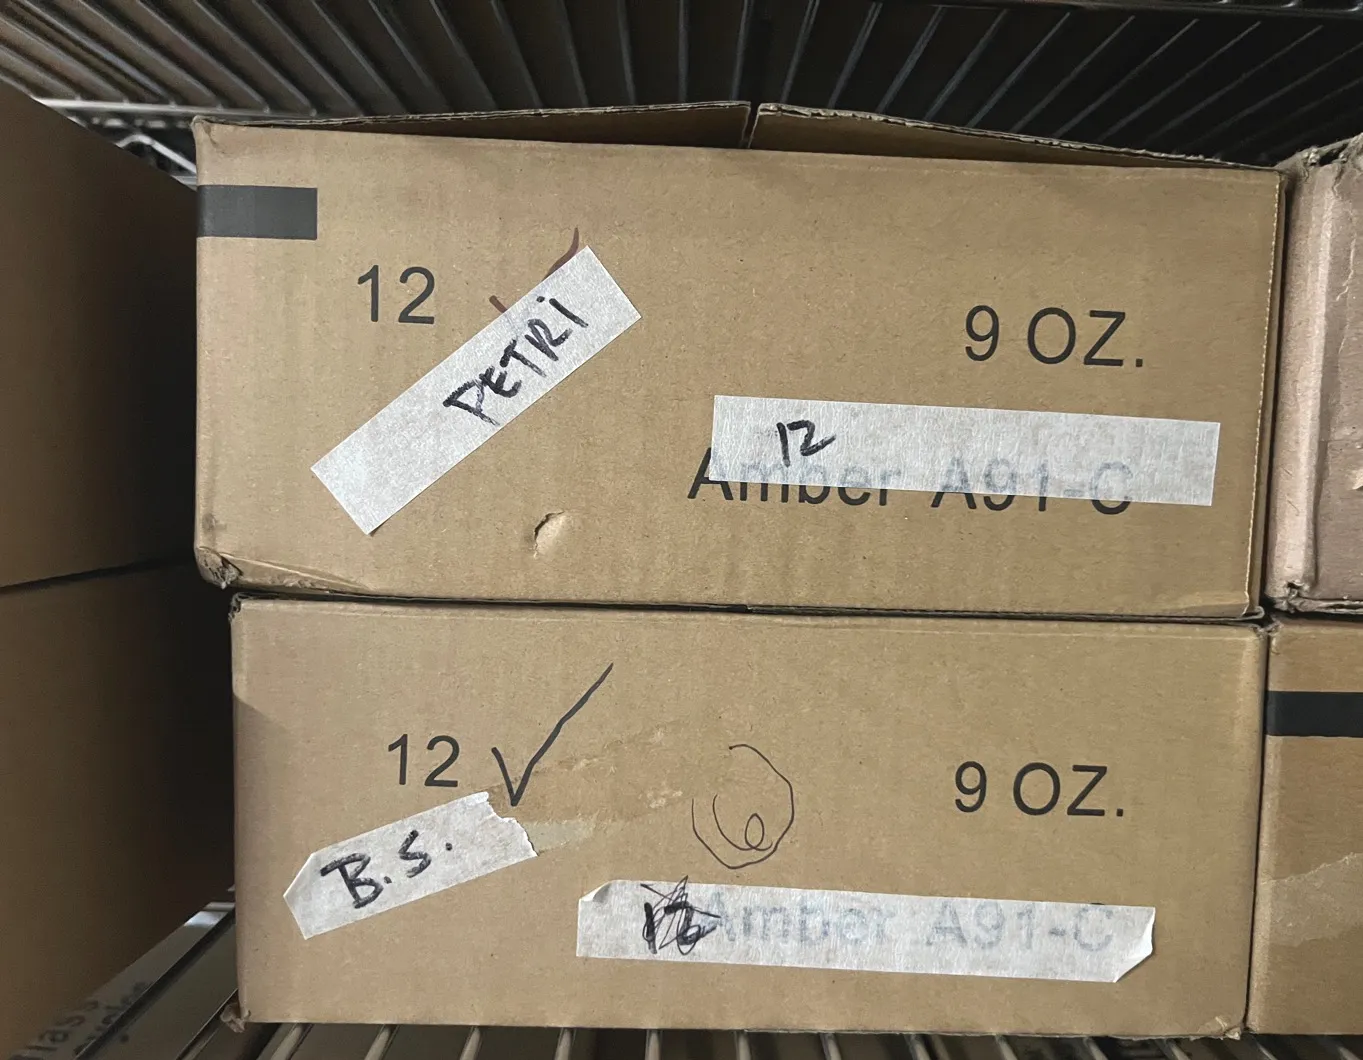 12
PETRI
9 OZ.
12
Amber A91-C
12
9 OZ.
6
B.S.
Amber A91-C